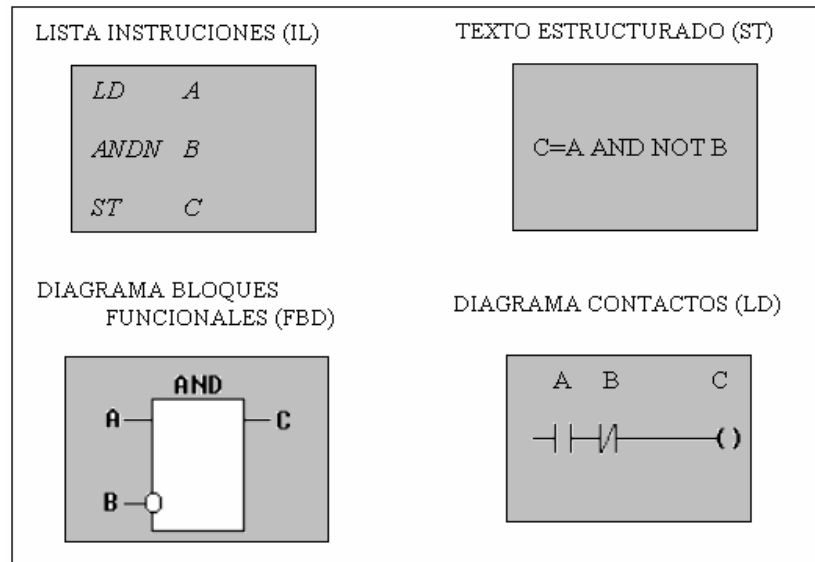 LISTA INSTRUCIONES (IL)
LD A
ANDN B
ST C
TEXTO ESTRUCTURADO (ST)
C=A AND NOT B
DIAGRAMA BLOQUES
FUNCIONALES (FBD)
AND
A C
B
DIAGRAMA CONTACTOS (LD)
A B C